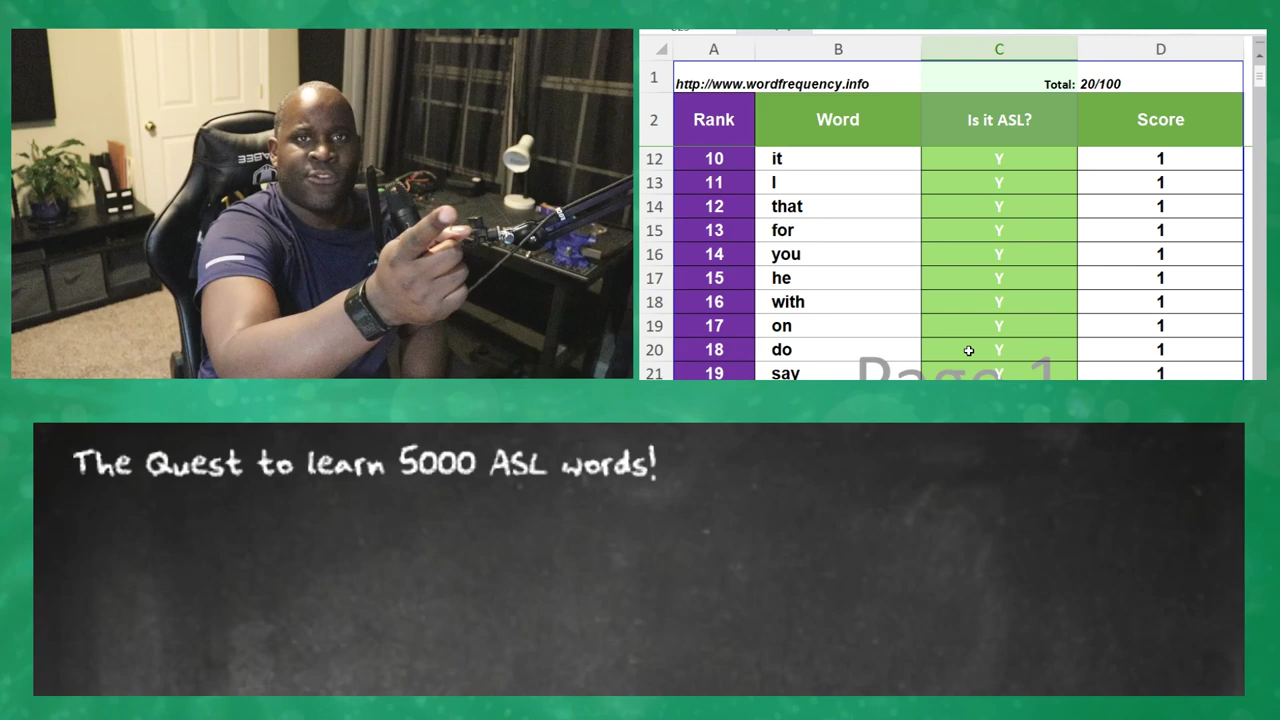 A B C D
1 http://www.wordfrequency.info Total: 20/100
2 Rank Word Is it ASL? Score
12 10 it Y 1
13 11 I Y 1
14 12 that Y 1
15 13 for Y 1
16 14 you Y 1
17 15 he Y 1
18 16 with Y 1
19 17 on Y 1
20 18 do Y 1
21 19 say Y 1
Page 1
The Quest to learn 5000 ASL words!